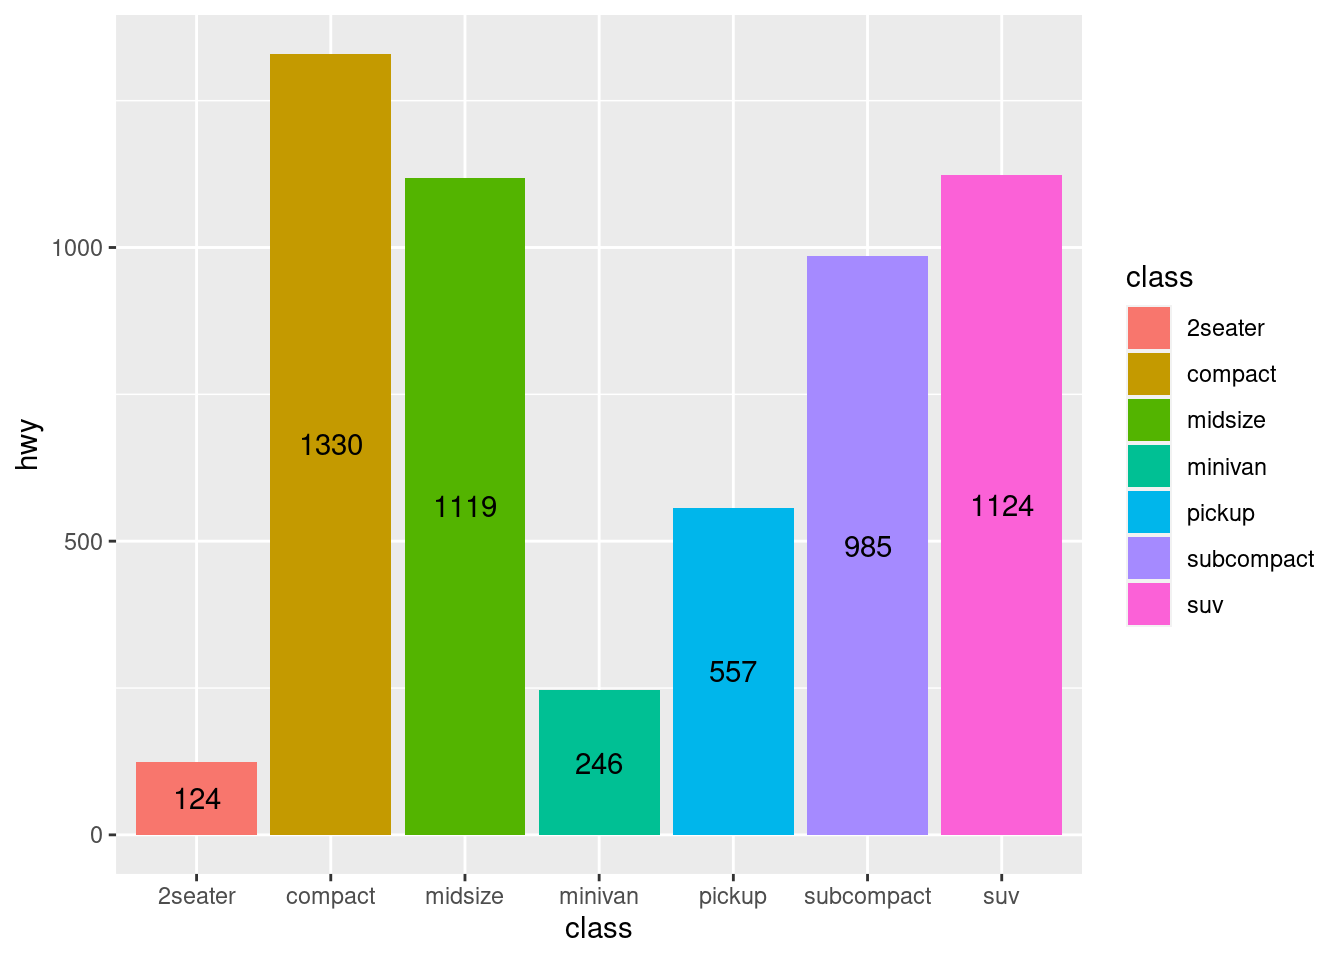 hwy
1000
500
0
1330
1119
1124
985
557
246
124
2seater compact midsize minivan pickup subcompact suv
class
class
2seater
compact
midsize
minivan
pickup
subcompact
suv